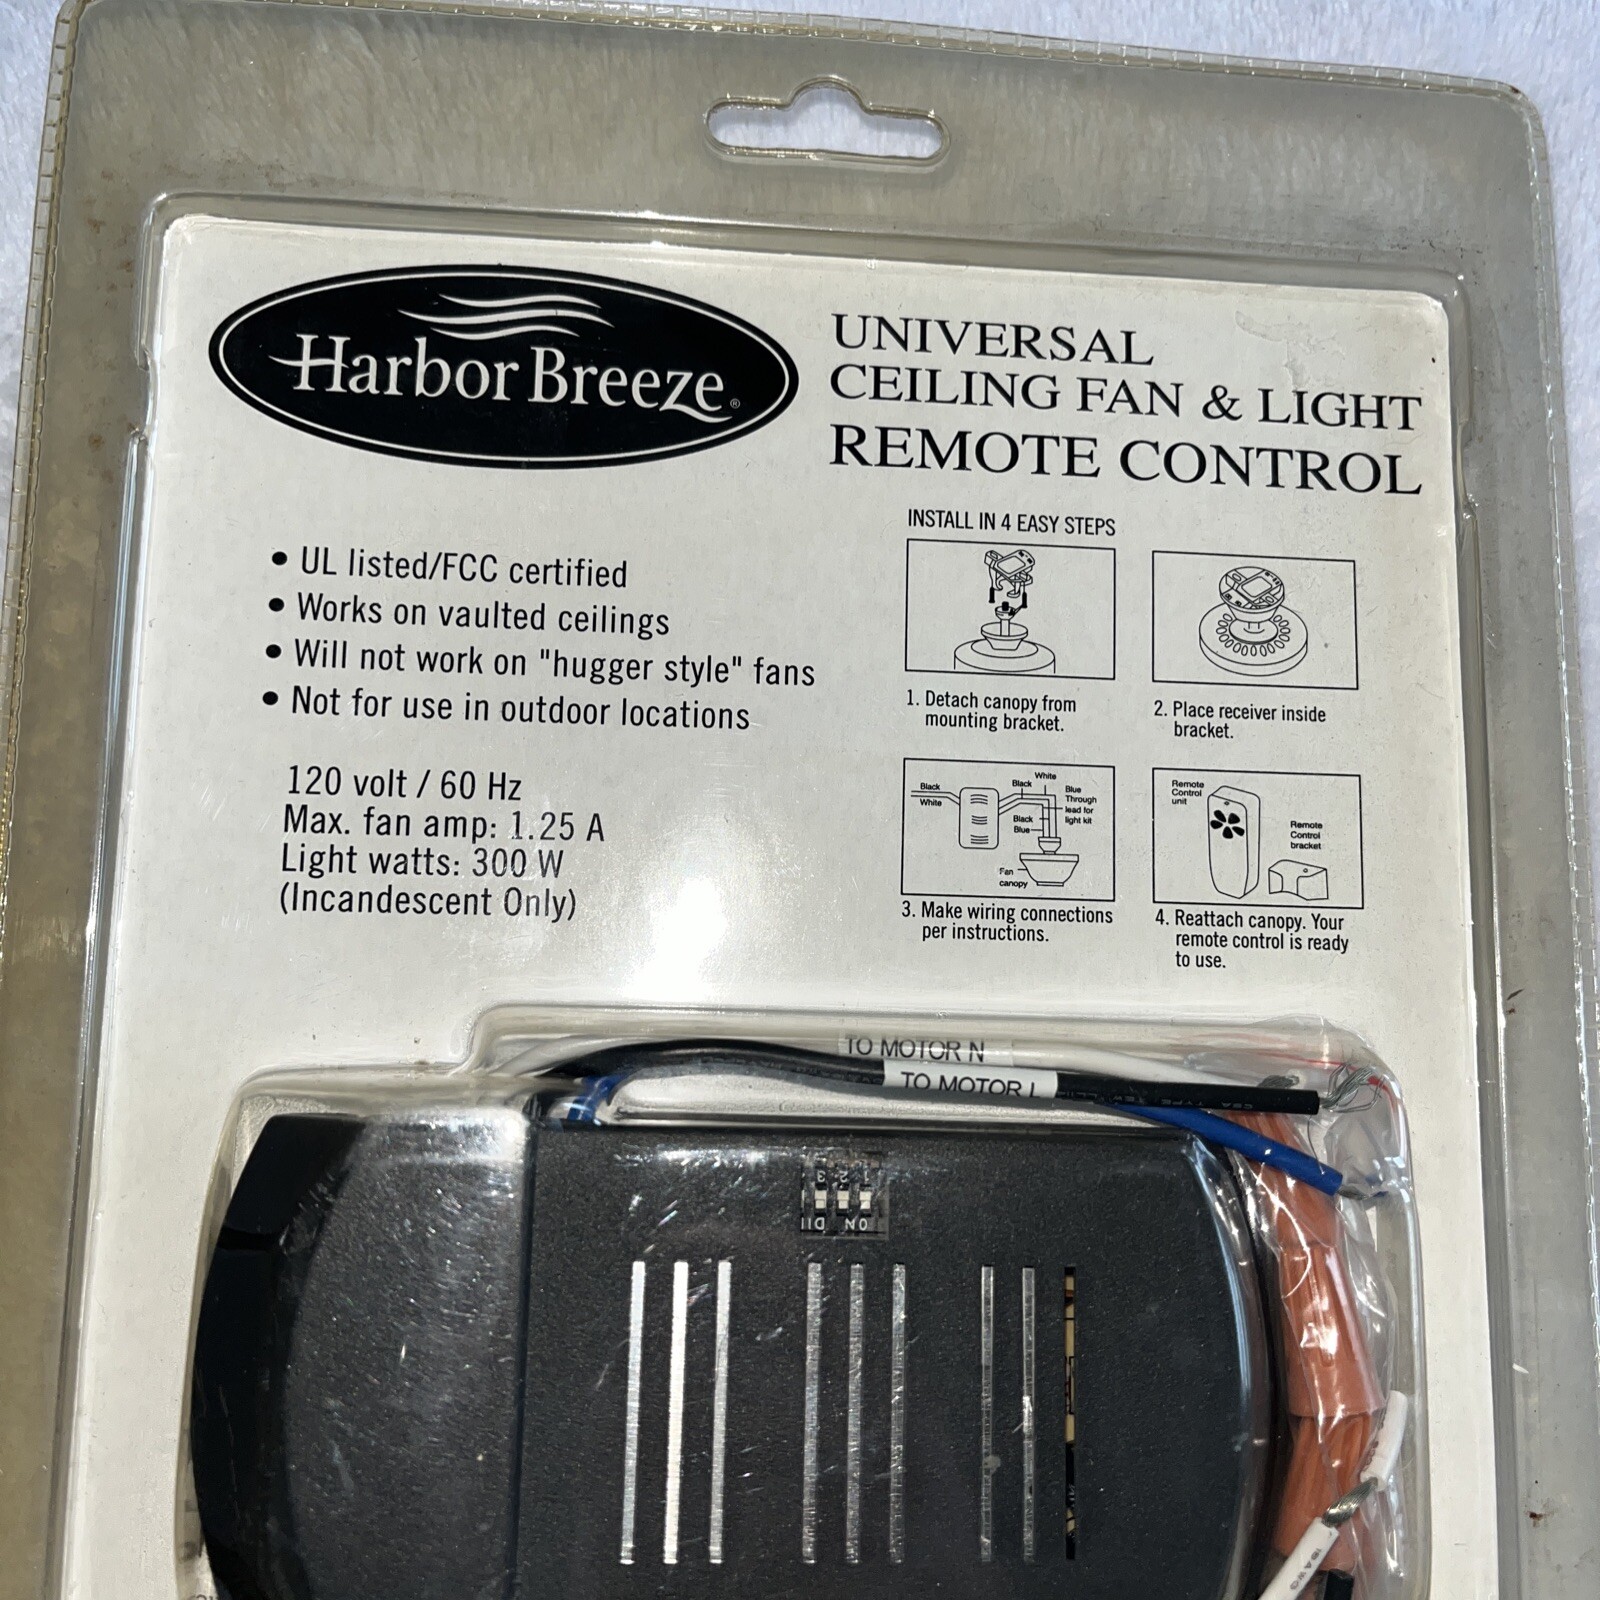 Harbor Breeze®
UNIVERSAL
CEILING FAN & LIGHT
REMOTE CONTROL
• UL listed/FCC certified
• Works on vaulted ceilings
• Will not work on "hugger style" fans
• Not for use in outdoor locations
120 volt / 60 Hz
Max. fan amp: 1.25 A
Light watts: 300 W
(Incandescent Only)
INSTALL IN 4 EASY STEPS
1. Detach canopy from
mounting bracket.
2. Place receiver inside
bracket.
Black
White
Black
White
Blue
Through
lead for
light kit
Black
Blue
Fan
canopy
3. Make wiring connections
per instructions.
Remote
Control
unit
Remote
Control
bracket
4. Reattach canopy. Your
remote control is ready
to use.
TO MOTOR N
TO MOTOR L
3 2 1
ON
18AWG